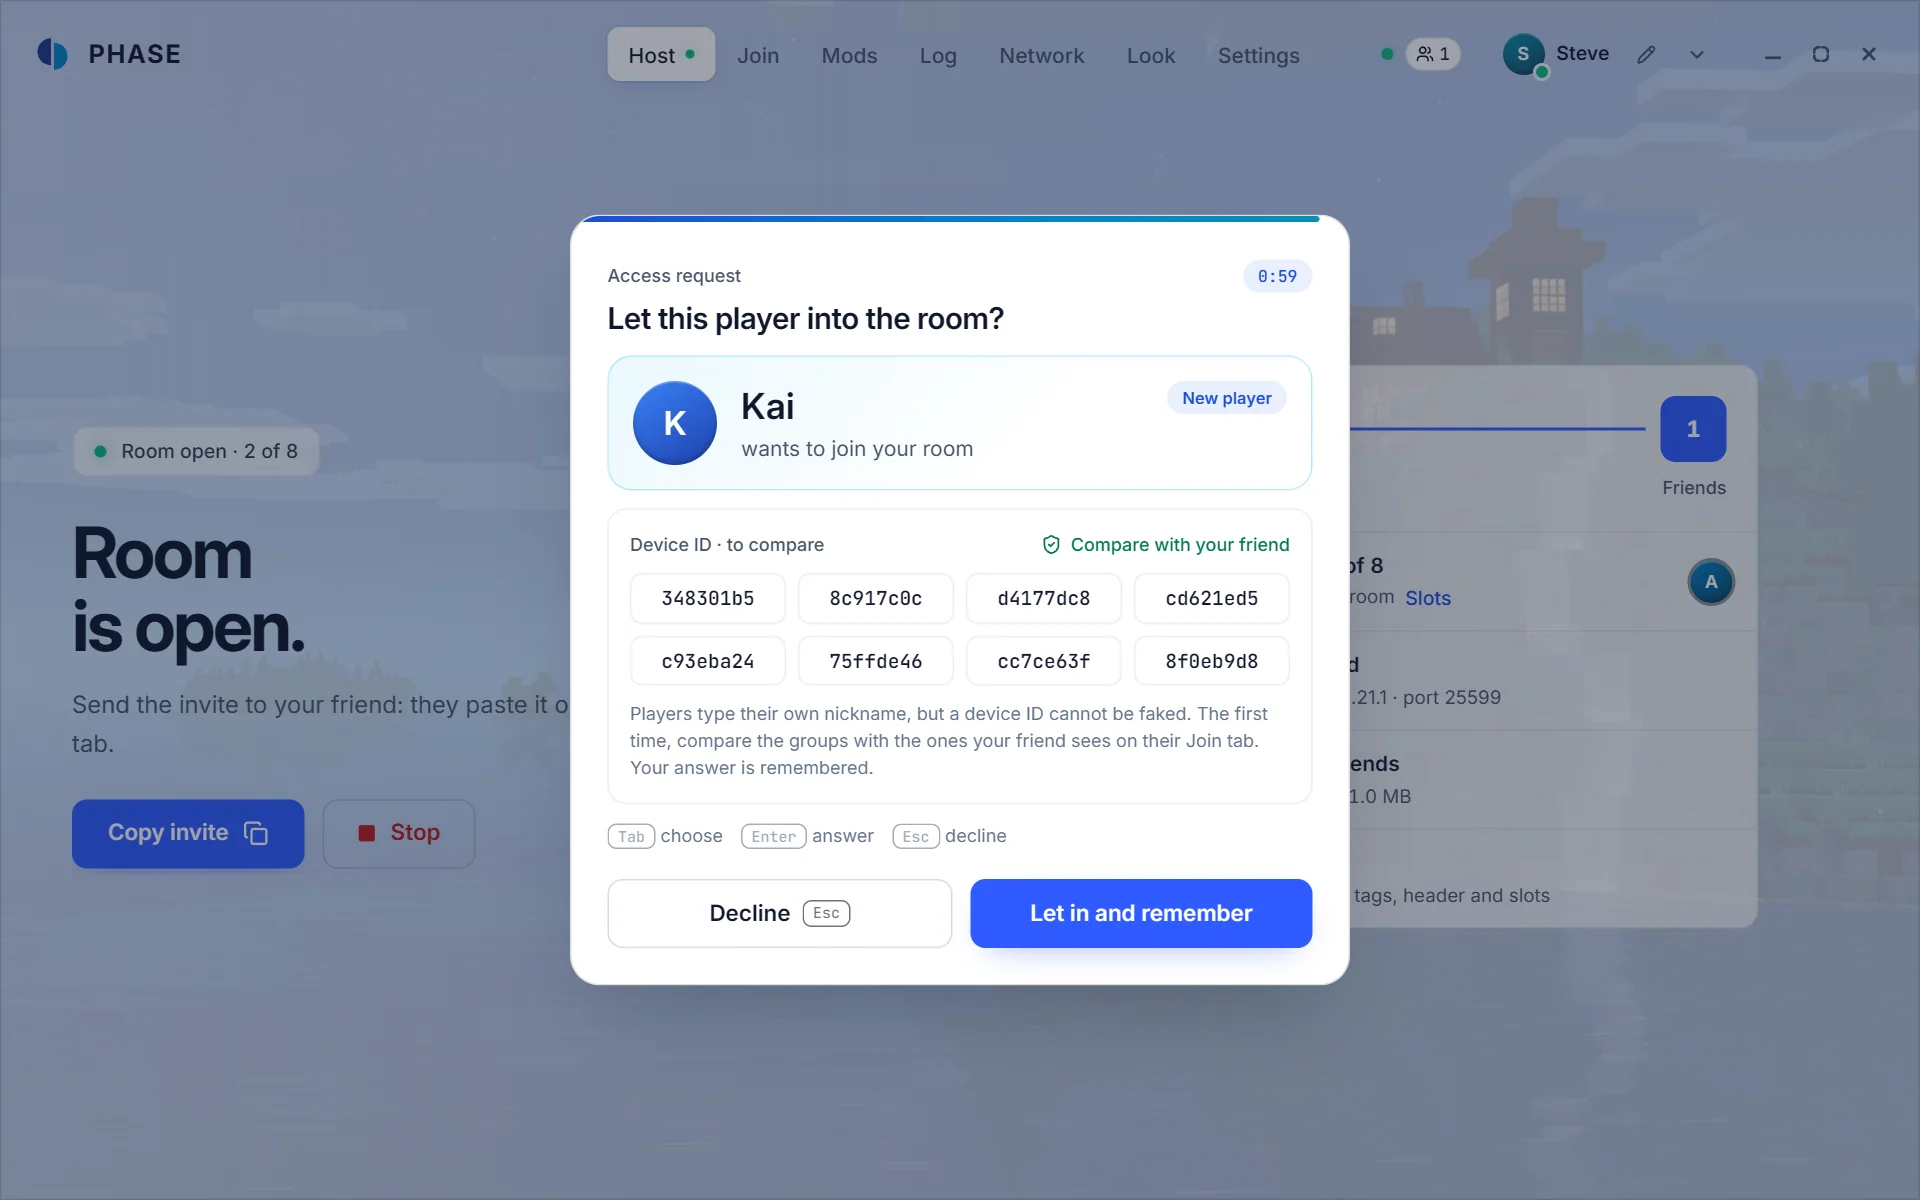 PHASE
Host
Join
Mods
Log
Network
Look
Settings
1
S
Steve
Room open · 2 of 8
Room
is open.
Send the invite to your friend: they paste it o
tab.
Copy invite
Stop
Access request
0:59
Let this player into the room?
K
Kai
New player
wants to join your room
Device ID · to compare
Compare with your friend
348301b5 8c917c0c d4177dc8 cd621ed5
c93eba24 75ffde46 cc7ce63f 8f0eb9d8
Players type their own nickname, but a device ID cannot be faked. The first
time, compare the groups with the ones your friend sees on their Join tab.
Your answer is remembered.
Tab choose Enter answer Esc decline
Decline Esc
Let in and remember
1
Friends
of 8
room Slots
A
d
.21.1 · port 25599
ends
1.0 MB
tags, header and slots